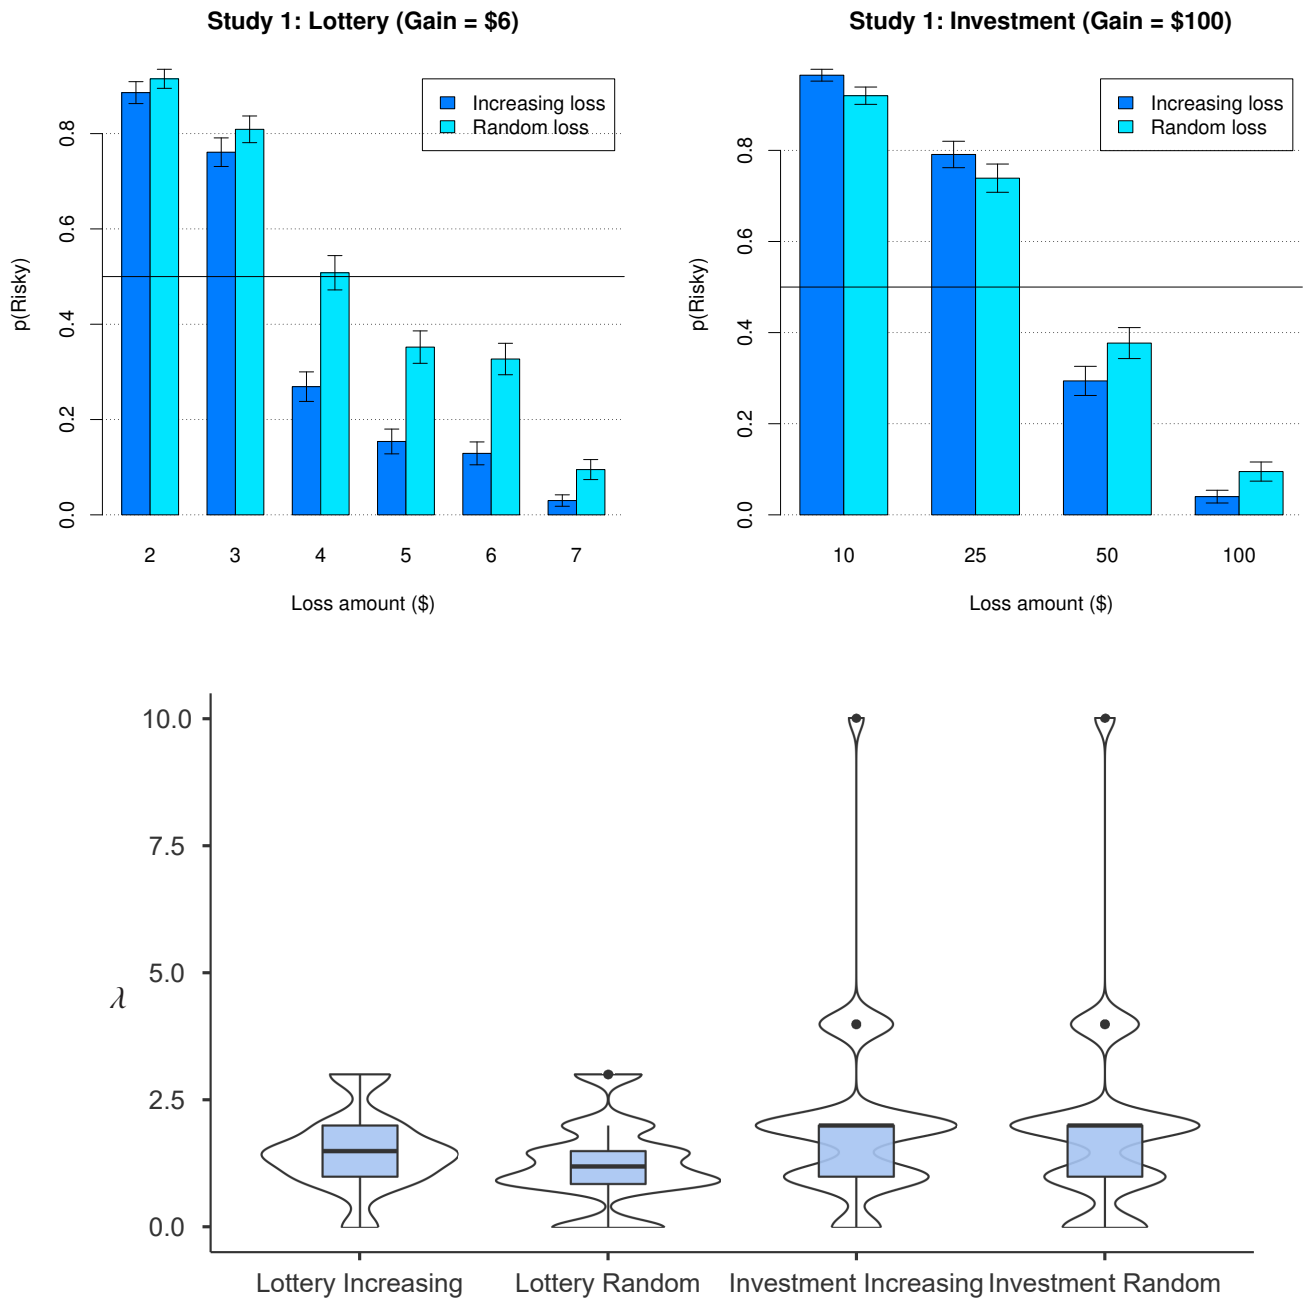 Study 1: Lottery (Gain = $6)
Increasing loss
Random loss
p(Risky)
0.8
0.6
0.4
0.2
0.0
2 3 4 5 6 7
Loss amount ($)
Study 1: Investment (Gain = $100)
Increasing loss
Random loss
p(Risky)
0.8
0.6
0.4
0.2
0.0
10 25 50 100
Loss amount ($)
λ
10.0
7.5
5.0
2.5
0.0
Lottery Increasing
Lottery Random
Investment Increasing
Investment Random